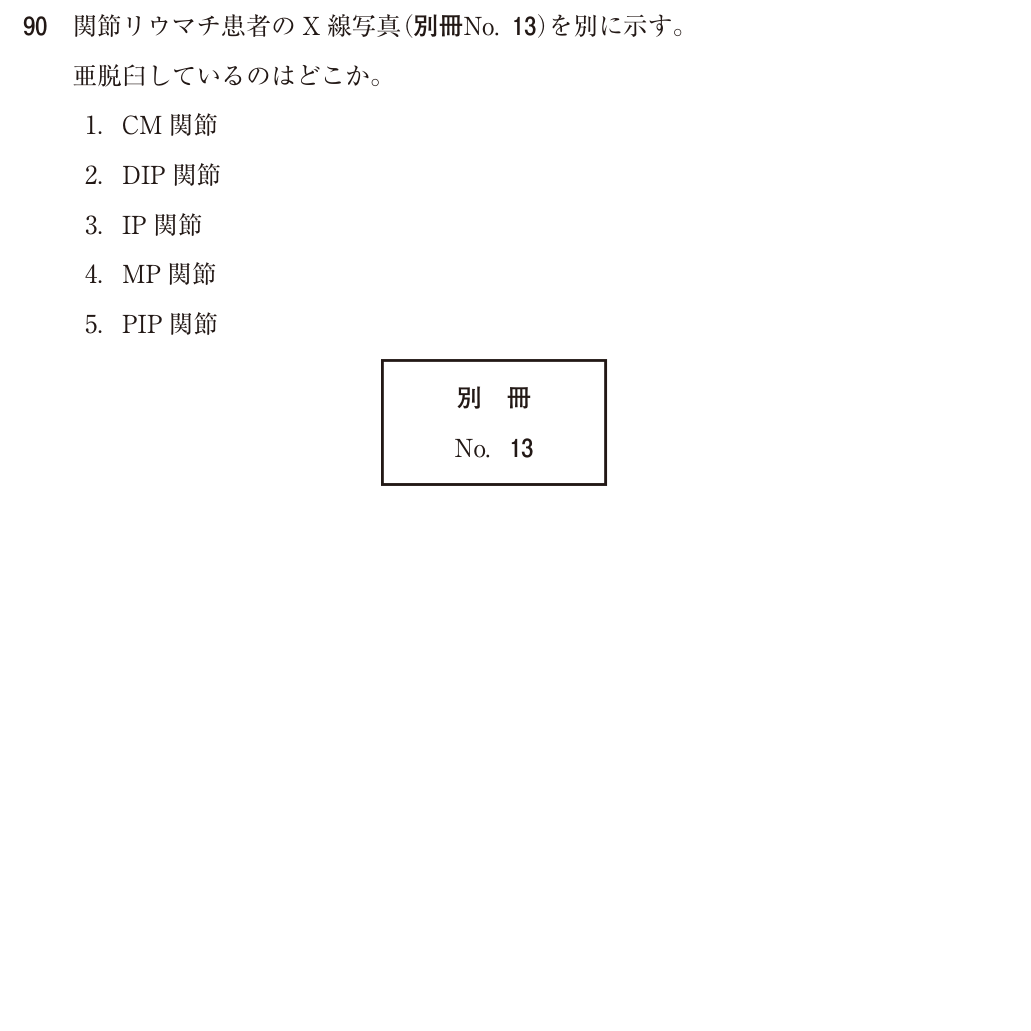 90 関節リウマチ患者の X 線写真(別冊No. 13)を別に示す。
亜脱臼しているのはどこか。
1. CM 関節
2. DIP 関節
3. IP 関節
4. MP 関節
5. PIP 関節
別 冊
No. 13